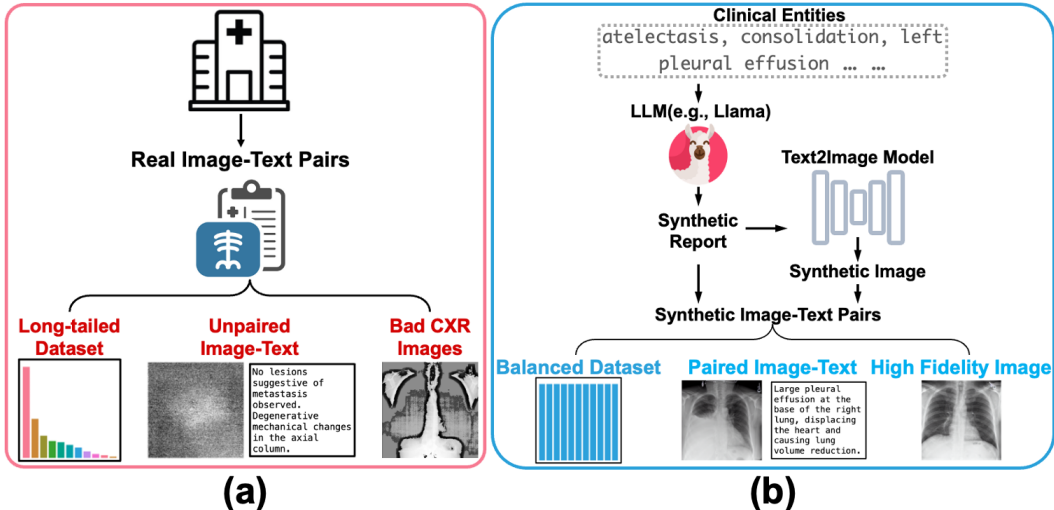 Real Image-Text Pairs
Long-tailed
Dataset
Unpaired
Image-Text
Bad CXR
Images
No lesions
suggestive of
metastasis
observed.
Degenerative
mechanical changes
in the axial
column.
(a)
Clinical Entities
atelectasis, consolidation, left
pleural effusion … …
LLM(e.g., Llama)
Text2Image Model
Synthetic
Report
Synthetic Image
Synthetic Image-Text Pairs
Balanced Dataset
Paired Image-Text
High Fidelity Image
Large pleural
effusion at the
base of the right
lung, displacing
the heart and
causing lung
volume reduction.
(b)